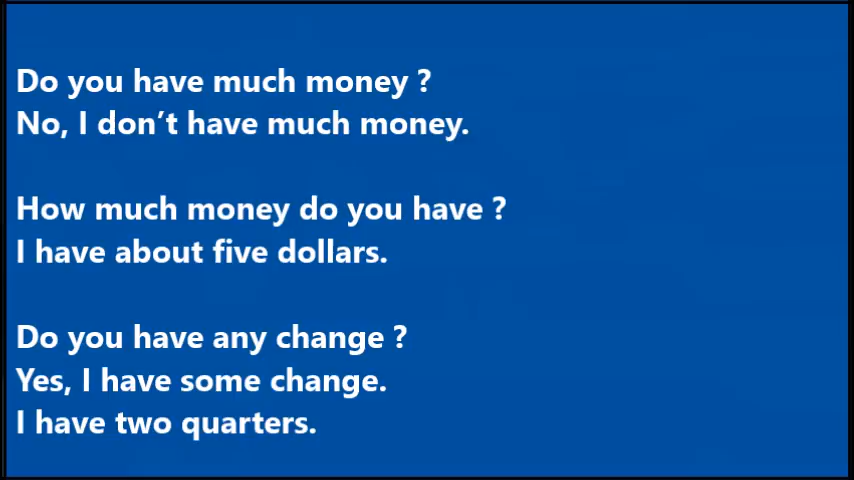 Do you have much money ?
No, I don’t have much money.
How much money do you have ?
I have about five dollars.
Do you have any change ?
Yes, I have some change.
I have two quarters.